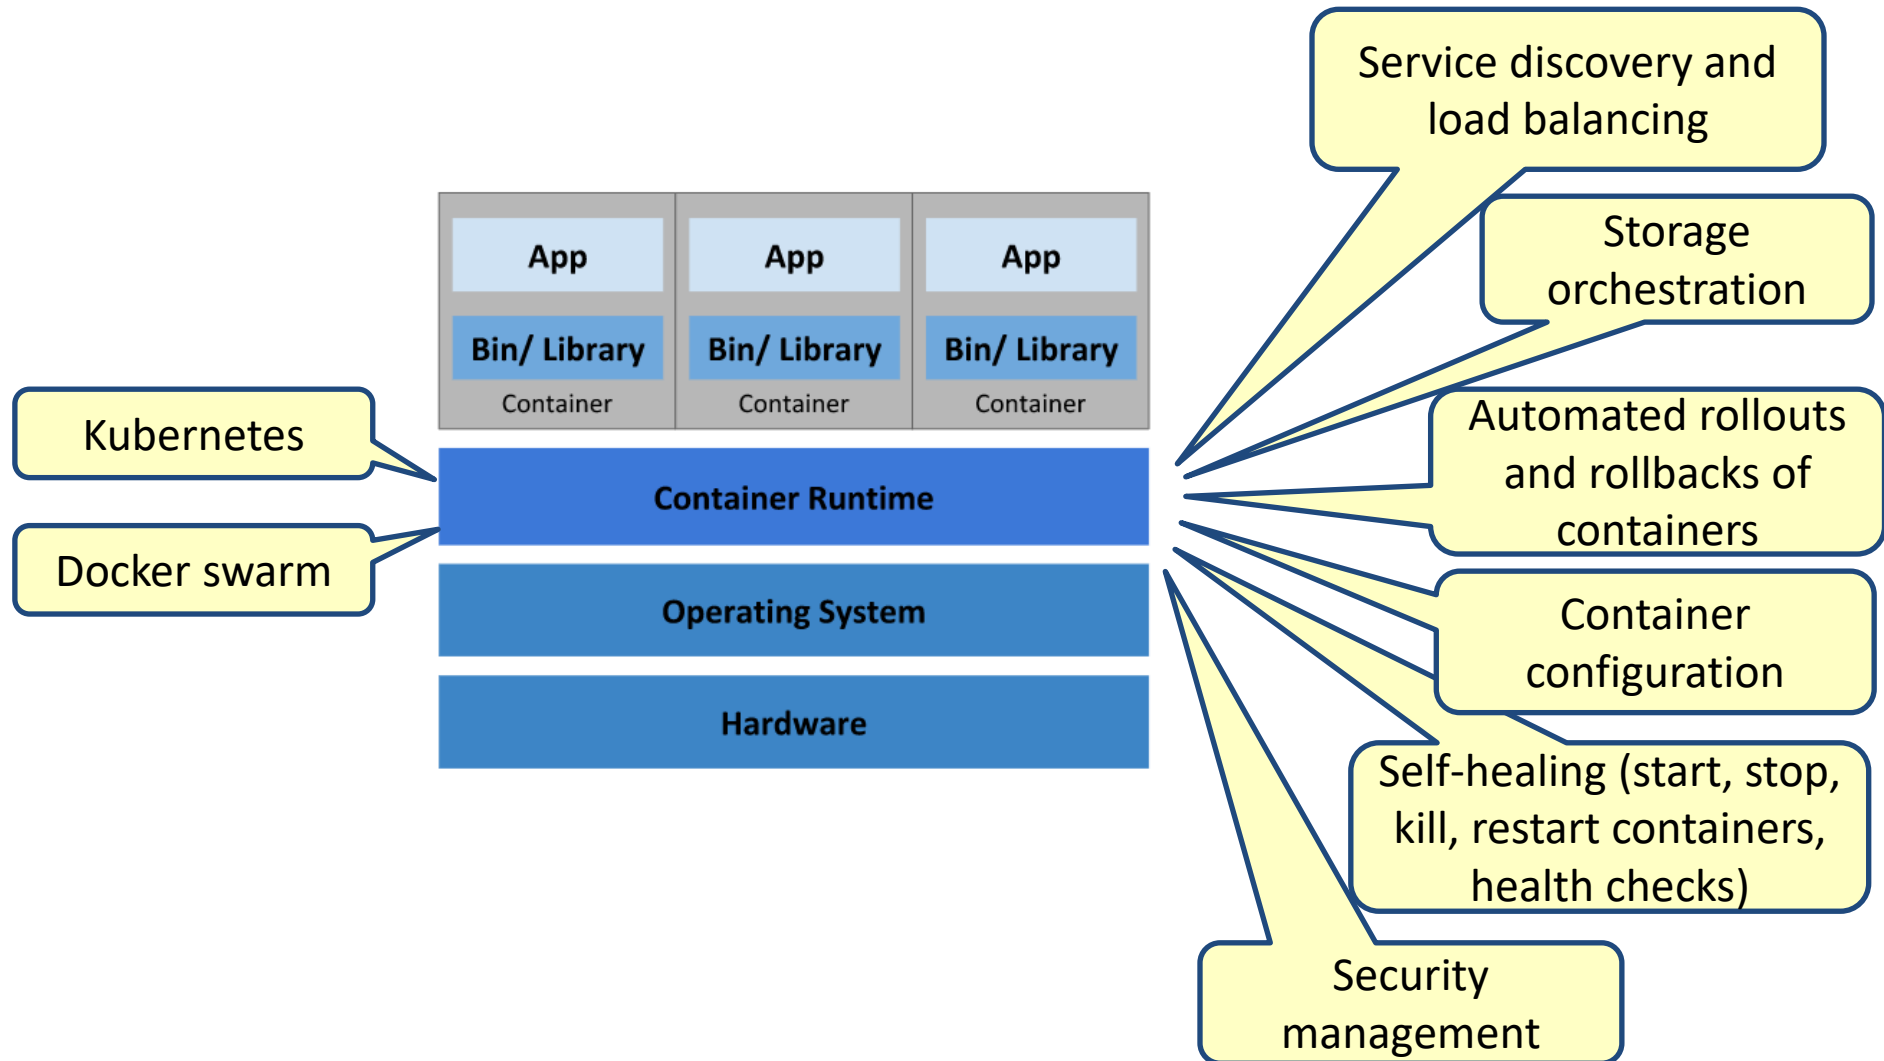 Service discovery and
load balancing
Storage
orchestration
App
App
App
Bin/ Library
Bin/ Library
Bin/ Library
Container
Container
Container
Kubernetes
Automated rollouts
and rollbacks of
containers
Container Runtime
Docker swarm
Operating System
Container
configuration
Hardware
Self-healing (start, stop,
kill, restart containers,
health checks)
Security
management